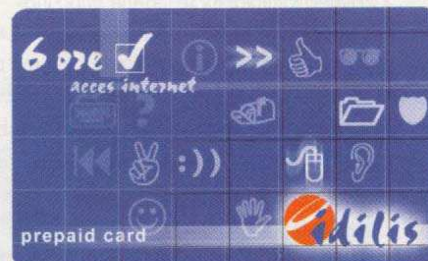 6 ore
acces internet
>>
?
:))
prepaid card
idilis